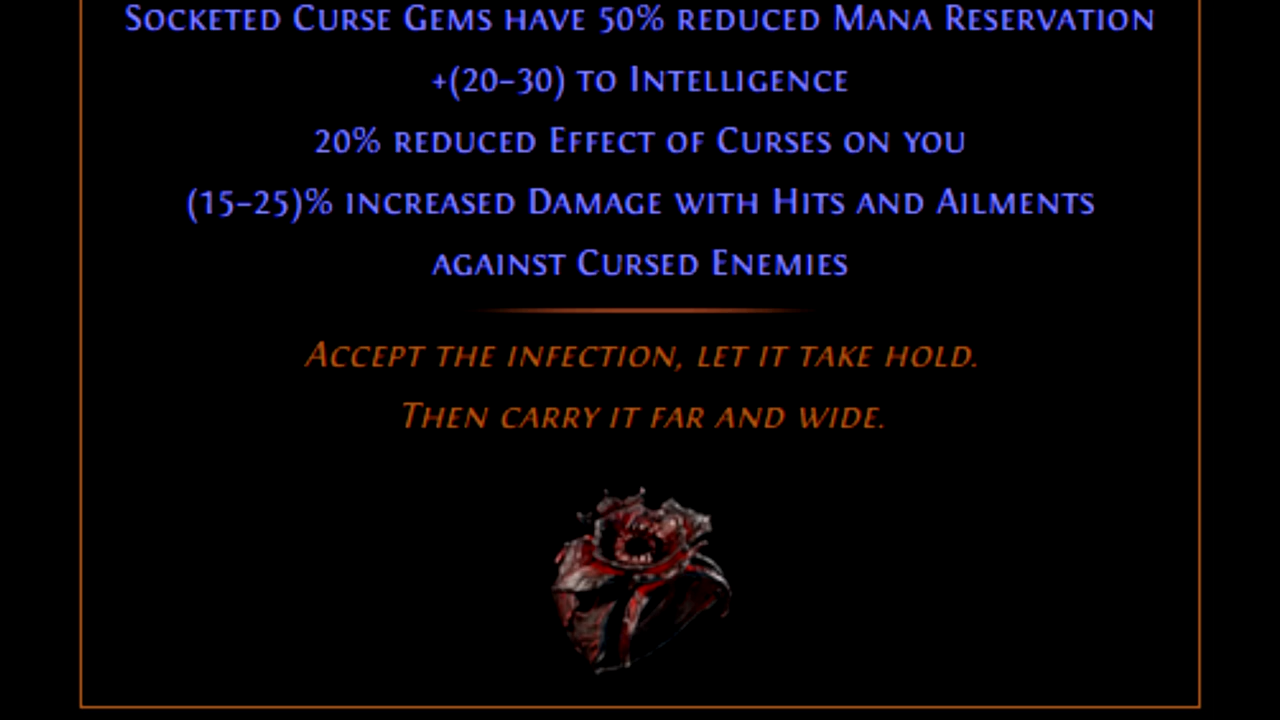 Socketed Curse Gems have 50% reduced Mana Reservation
+(20–30) to Intelligence
20% reduced Effect of Curses on you
(15–25)% increased Damage with Hits and Ailments
against Cursed Enemies
Accept the infection, let it take hold.
Then carry it far and wide.